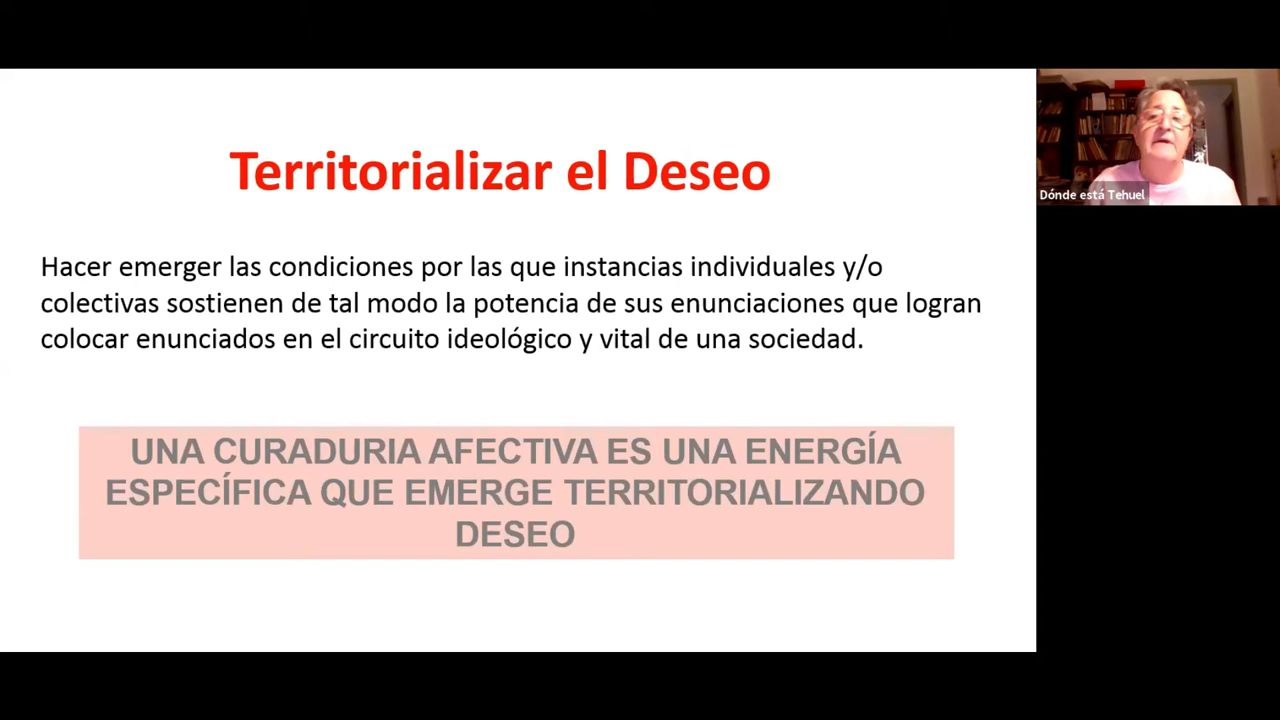 Territorializar el Deseo
Hacer emerger las condiciones por las que instancias individuales y/o
colectivas sostienen de tal modo la potencia de sus enunciaciones que logran
colocar enunciados en el circuito ideológico y vital de una sociedad.
UNA CURADURIA AFECTIVA ES UNA ENERGÍA
ESPECÍFICA QUE EMERGE TERRITORIALIZANDO
DESEO
Dónde está Tehuel